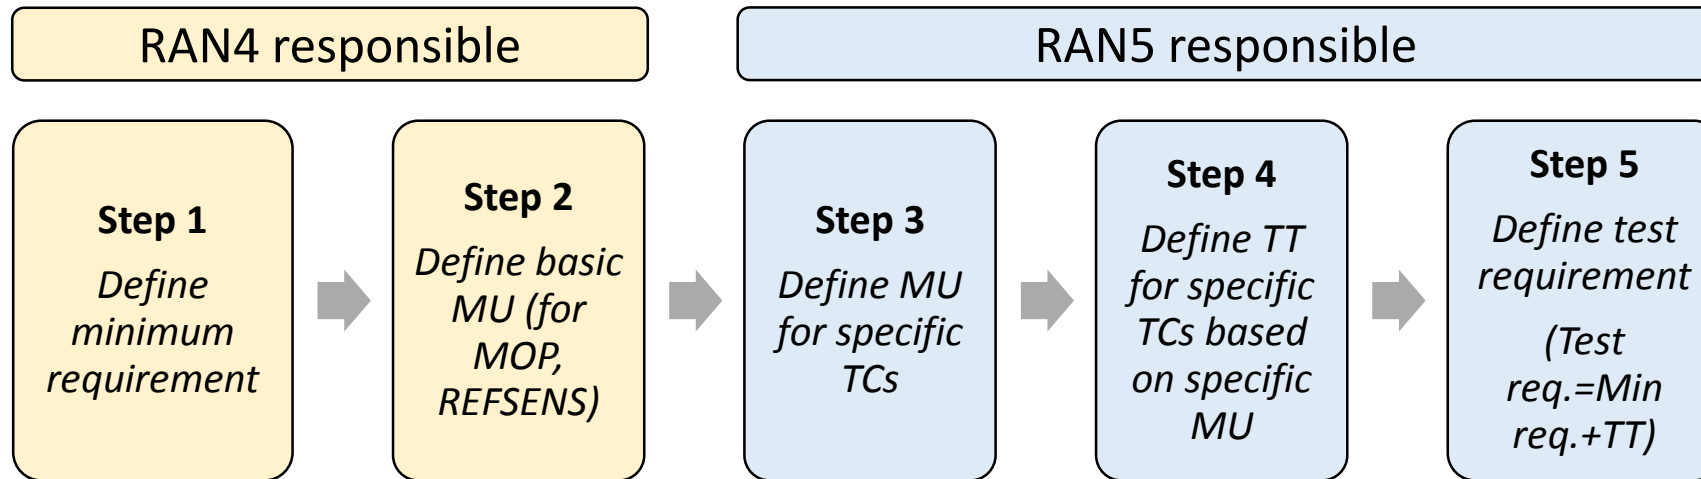 RAN4 responsible
RAN5 responsible
Step 1
Define
minimum
requirement
Step 2
Define basic
MU (for
MOP,
REFSENS)
Step 3
Define MU
for specific
TCs
Step 4
Define TT
for specific
TCs based
on specific
MU
Step 5
Define test
requirement
(Test
req.=Min
req.+TT)